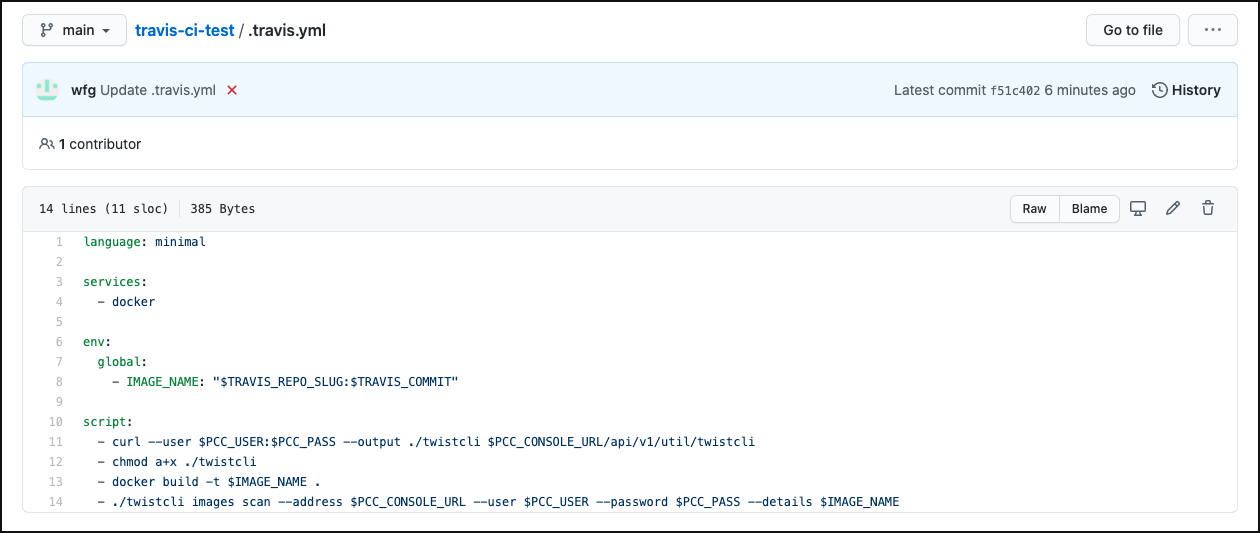 main
travis-ci-test / .travis.yml
Go to file
···
wfg Update .travis.yml
Latest commit f51c402 6 minutes ago
History
1 contributor
14 lines (11 sloc)
385 Bytes
Raw
Blame
1 language: minimal
2
3 services:
4   - docker
5
6 env:
7   global:
8     - IMAGE_NAME: "$TRAVIS_REPO_SLUG:$TRAVIS_COMMIT"
9
10 script:
11   - curl --user $PCC_USER:$PCC_PASS --output ./twistcli $PCC_CONSOLE_URL/api/v1/util/twistcli
12   - chmod a+x ./twistcli
13   - docker build -t $IMAGE_NAME .
14   - ./twistcli images scan --address $PCC_CONSOLE_URL --user $PCC_USER --password $PCC_PASS --details $IMAGE_NAME